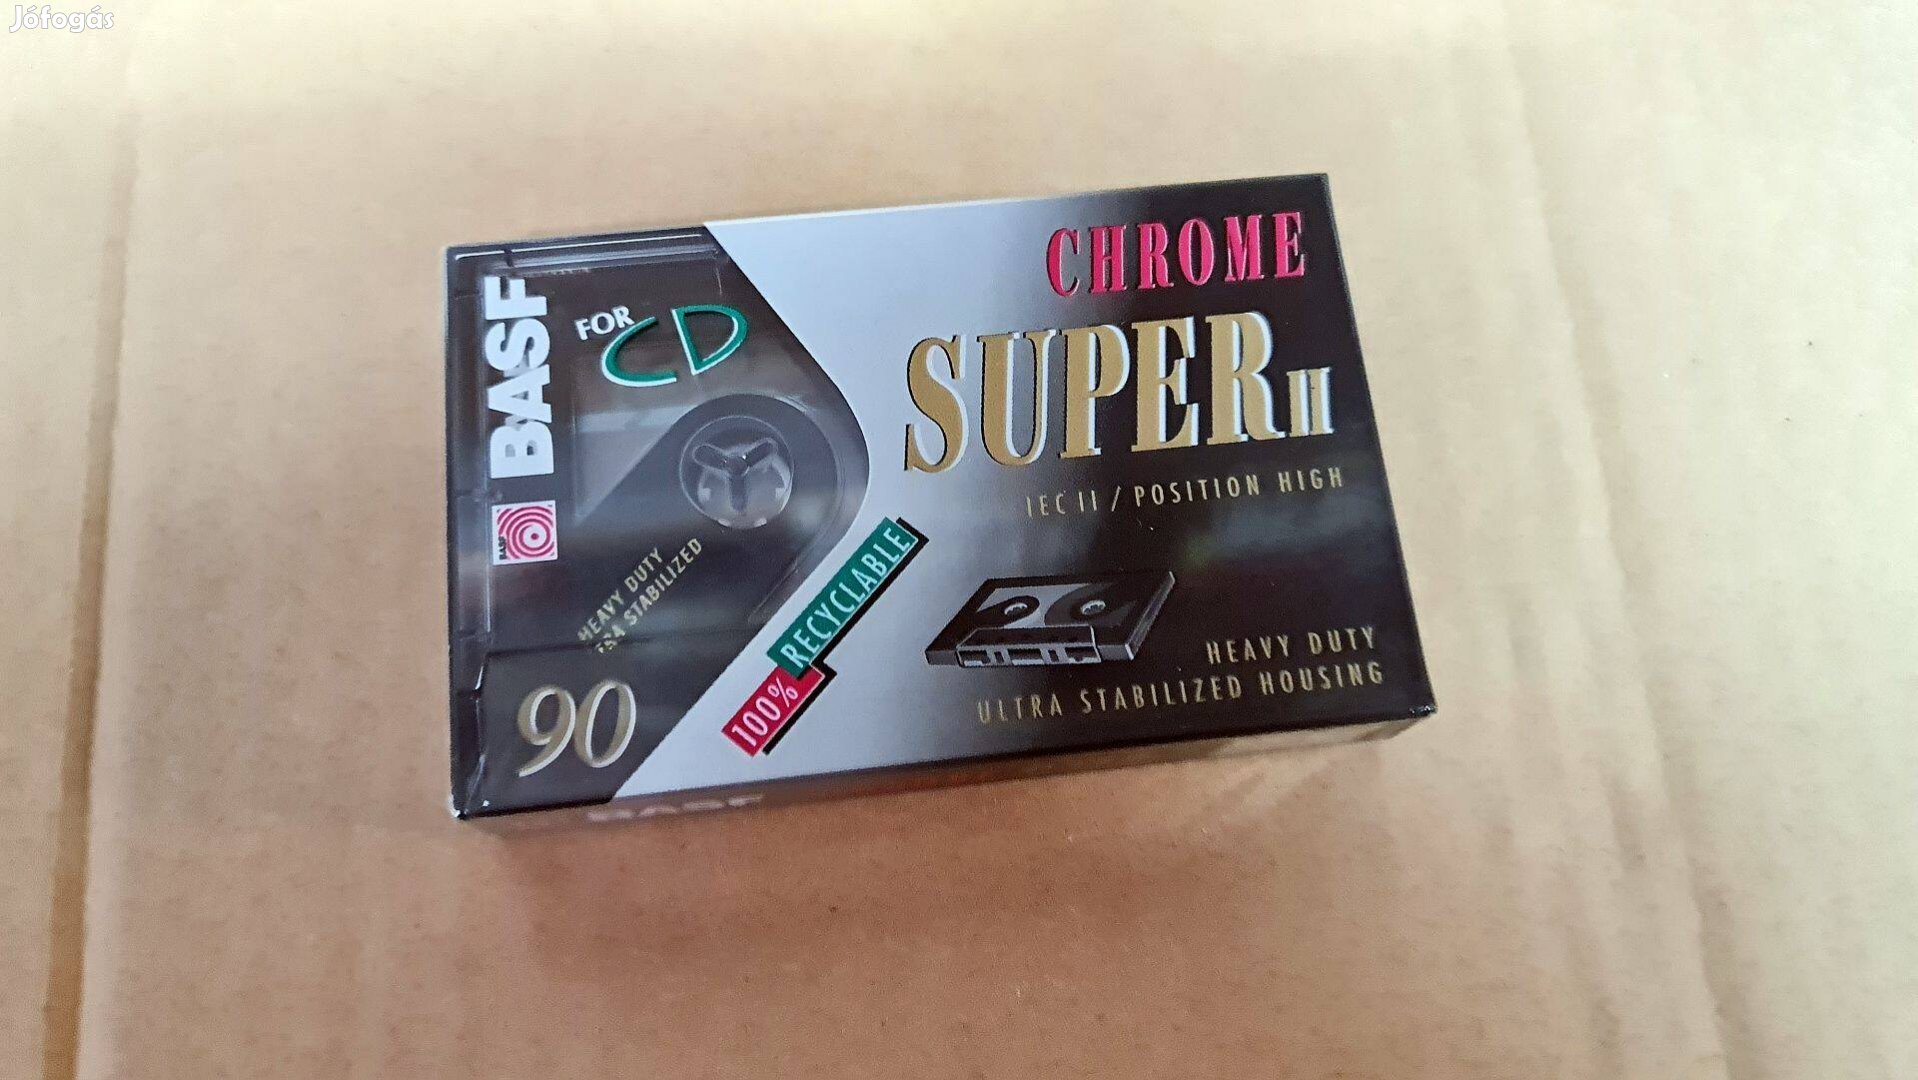 Jófogás
BASF
BASF
FOR CD
HEAVY DUTY
STABILIZED
90
CHROME
SUPER II
IEC II / POSITION HIGH
100% RECYCLABLE
HEAVY DUTY
ULTRA STABILIZED HOUSING
BASF